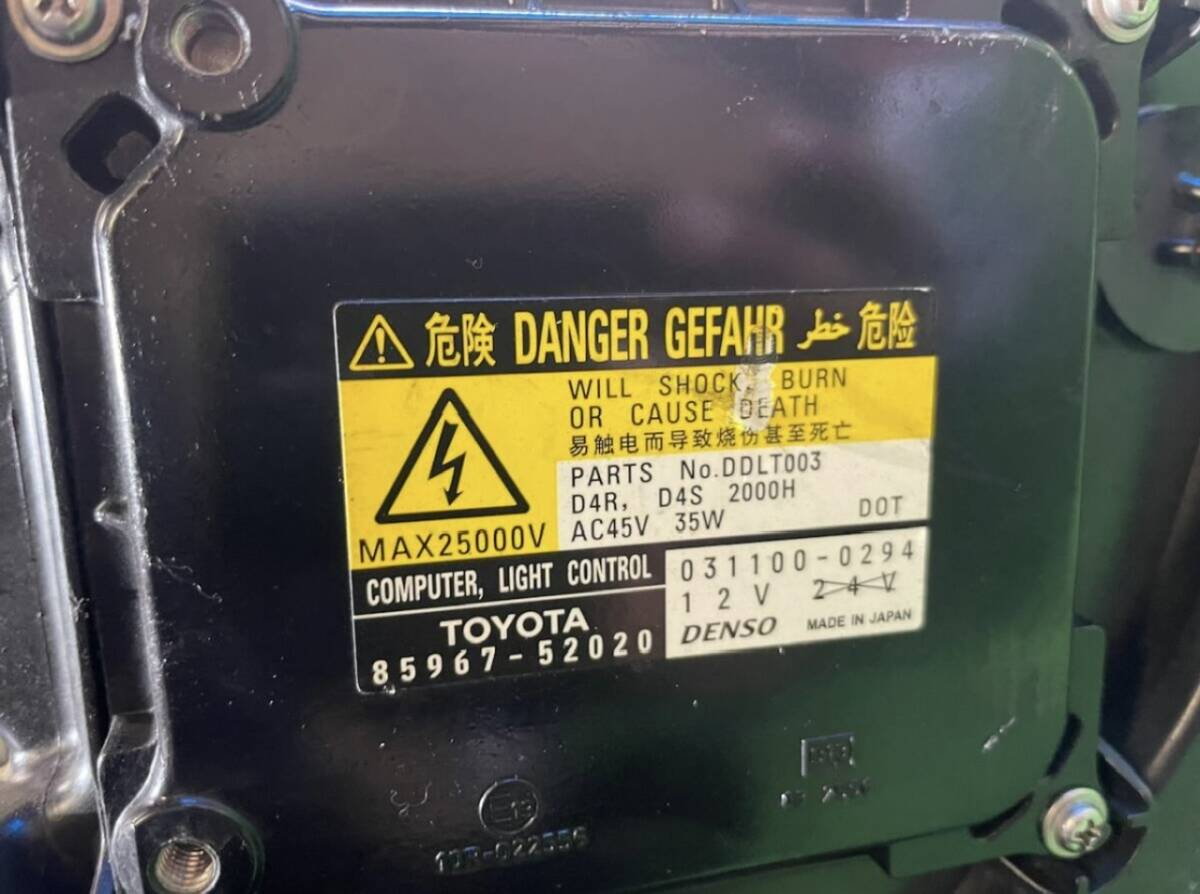 危険 DANGER GEFAHR خطر 危险
WILL SHOCK, BURN
OR CAUSE DEATH
易触电而导致烧伤甚至死亡
MAX25000V
PARTS No.DDLT003
D4R, D4S 2000H
AC45V 35W DOT
COMPUTER, LIGHT CONTROL
TOYOTA
85967-52020
031100-0294
12V 24V
DENSO MADE IN JAPAN